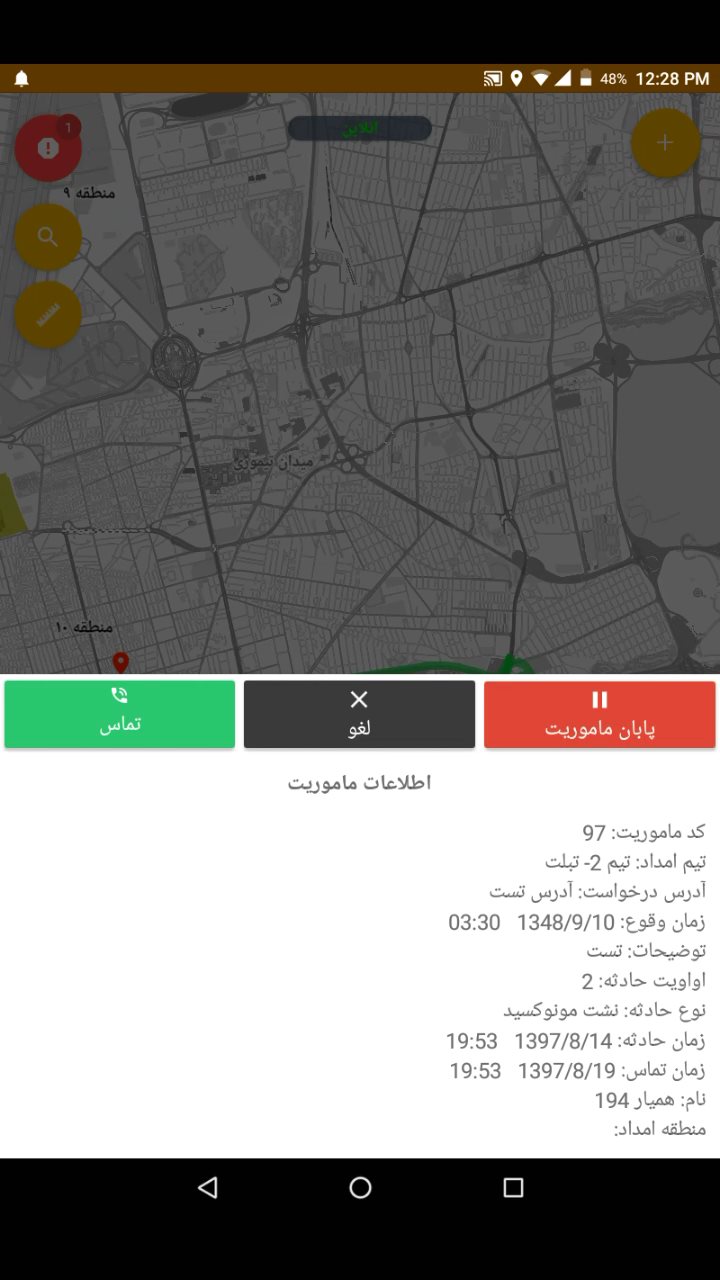 48% 12:28 PM
1
آنلاین
منطقه ۹
میدان تیموری
منطقه ۱۰
تماس
لغو
پابان ماموریت
اطلاعات ماموریت
کد ماموریت: 97
تیم امداد: تیم 2- تبلت
آدرس درخواست: آدرس تست
زمان وقوع: 1348/9/10 03:30
توضیحات: تست
اواویت حادثه: 2
نوع حادثه: نشت مونوکسید
زمان حادثه: 1397/8/14 19:53
زمان تماس: 1397/8/19 19:53
نام: همیار 194
منطقه امداد: